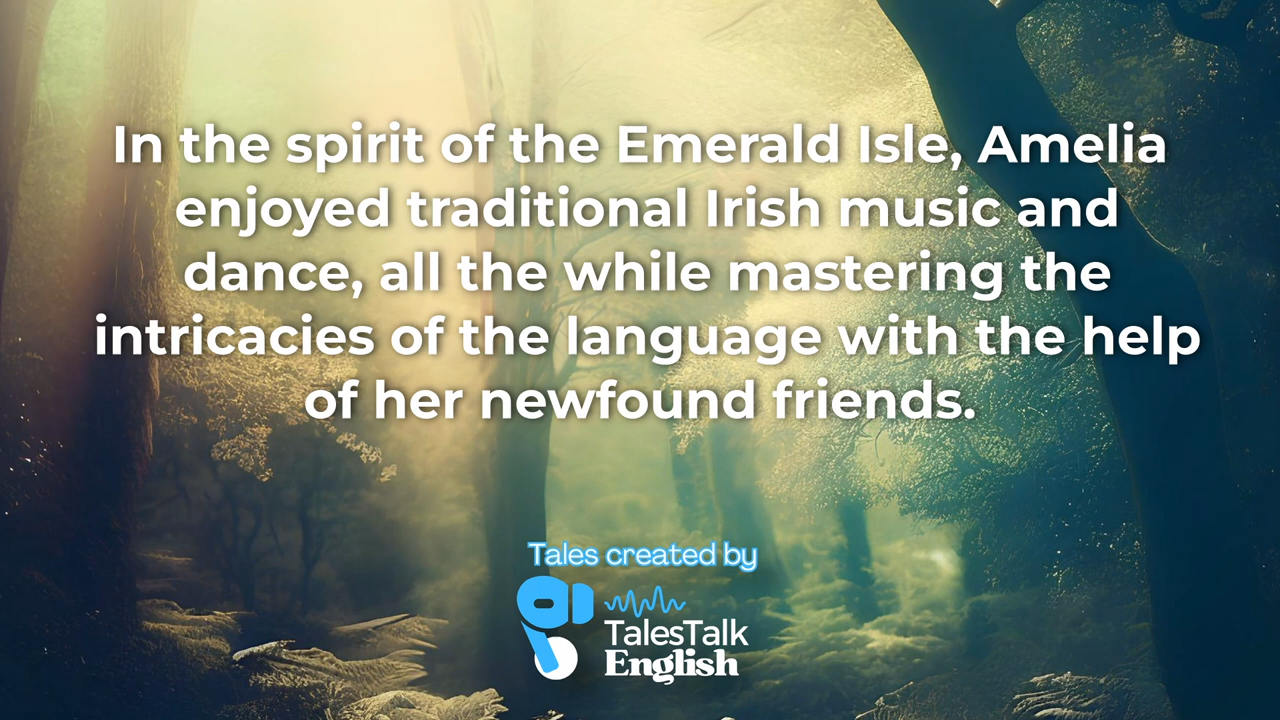 In the spirit of the Emerald Isle, Amelia
enjoyed traditional Irish music and
dance, all the while mastering the
intricacies of the language with the help
of her newfound friends.
Tales created by
TalesTalk
English